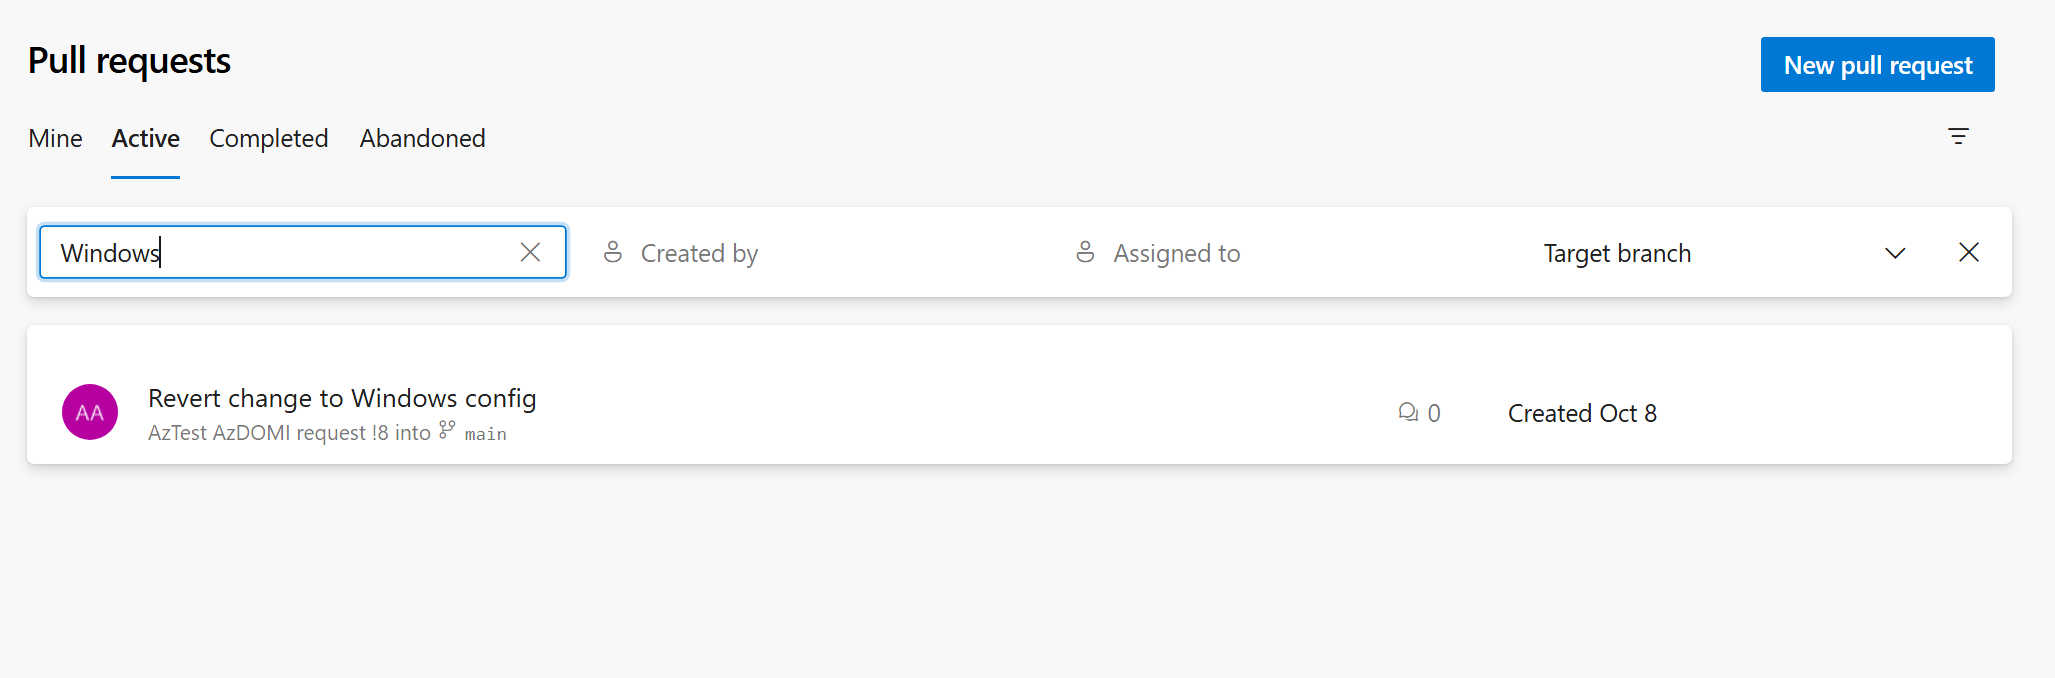 Pull requests
New pull request
Mine Active Completed Abandoned
Windows Created by Assigned to Target branch
AA Revert change to Windows config 0 Created Oct 8
AzTest AzDOMI request !8 into main